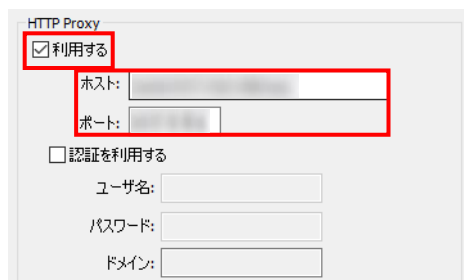 HTTP Proxy
利用する
ホスト:
ポート:
認証を利用する
ユーザ名:
パスワード:
ドメイン: